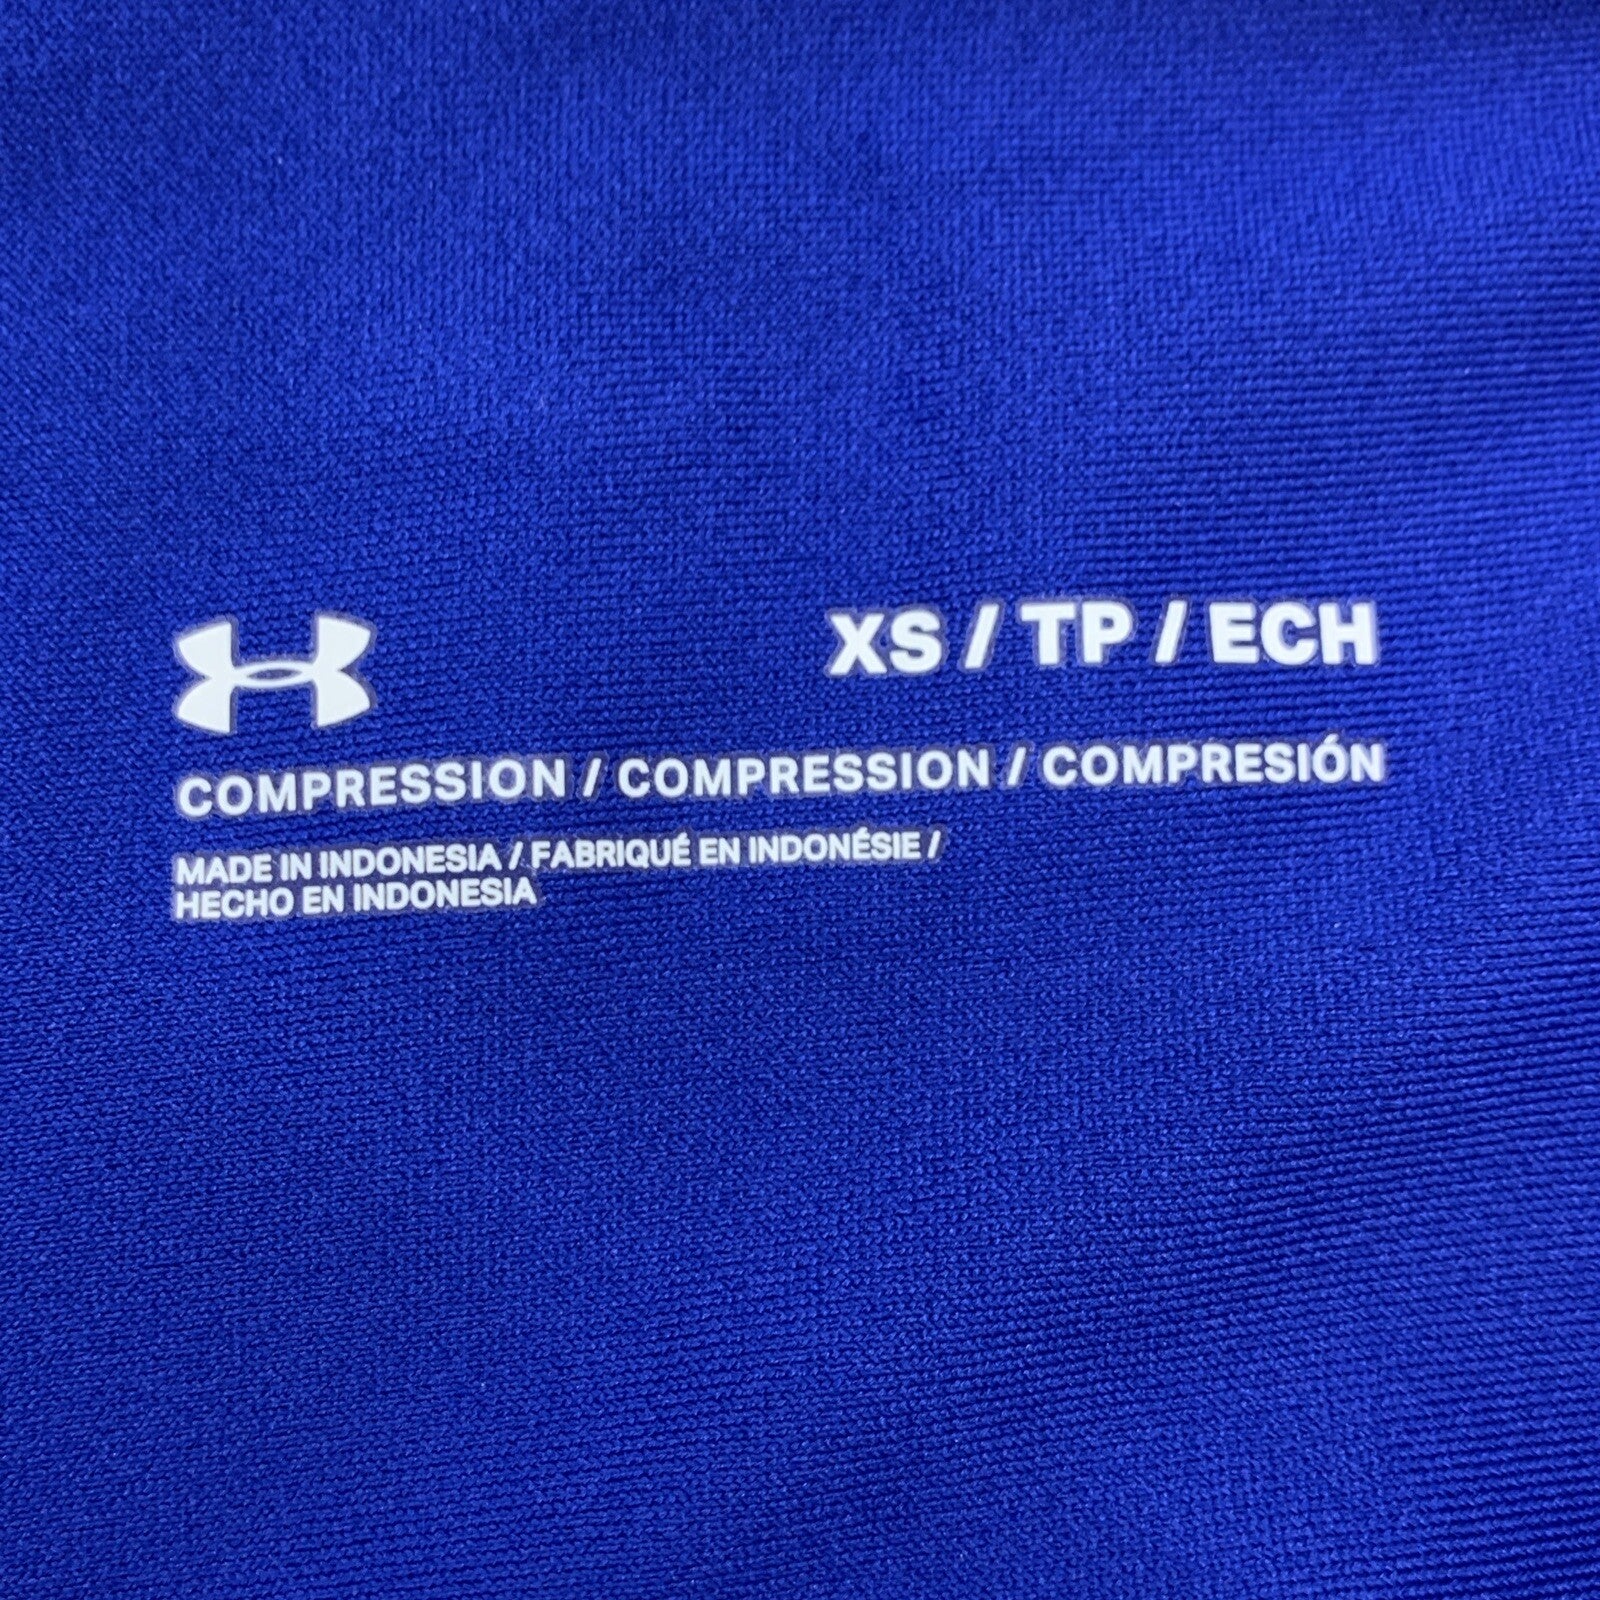 XS / TP / ECH
COMPRESSION / COMPRESSION / COMPRESIÓN
MADE IN INDONESIA / FABRIQUÉ EN INDONÉSIE /
HECHO EN INDONESIA